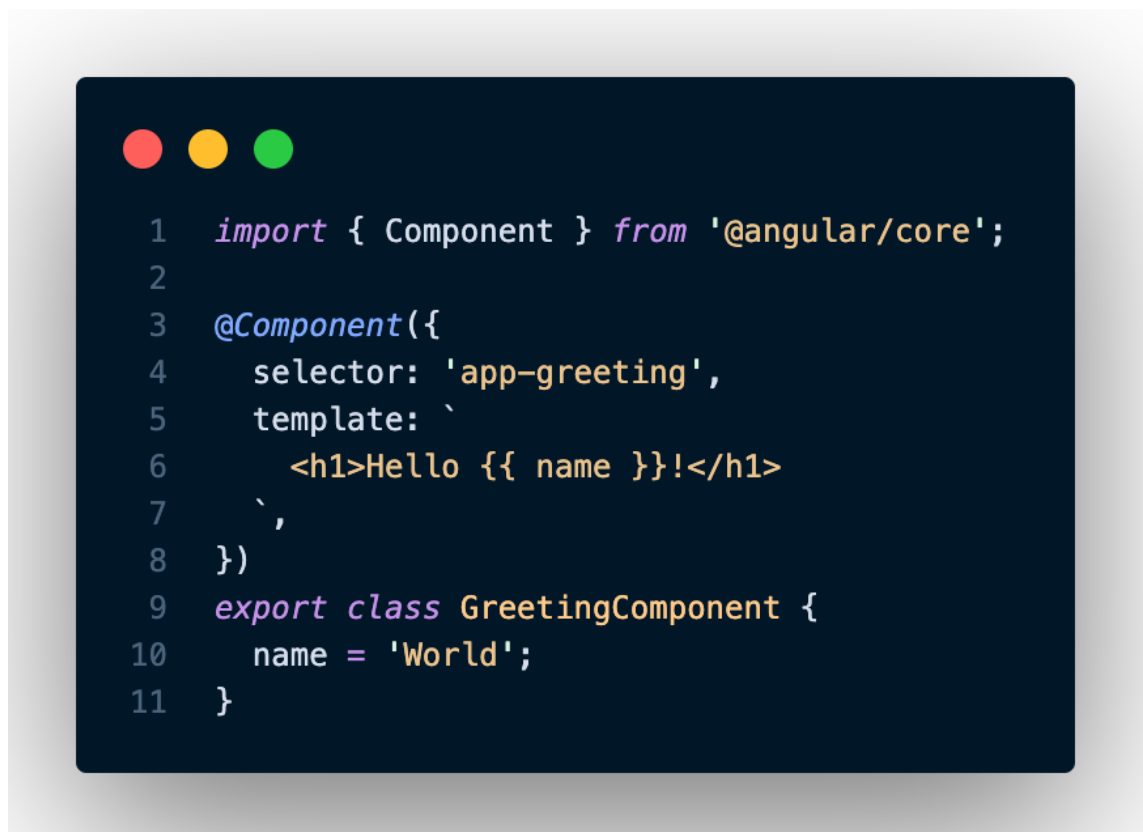 1 import { Component } from '@angular/core';
2
3 @Component({
4   selector: 'app-greeting',
5   template: `
6     <h1>Hello {{ name }}!</h1>
7   `,
8 })
9 export class GreetingComponent {
10   name = 'World';
11 }